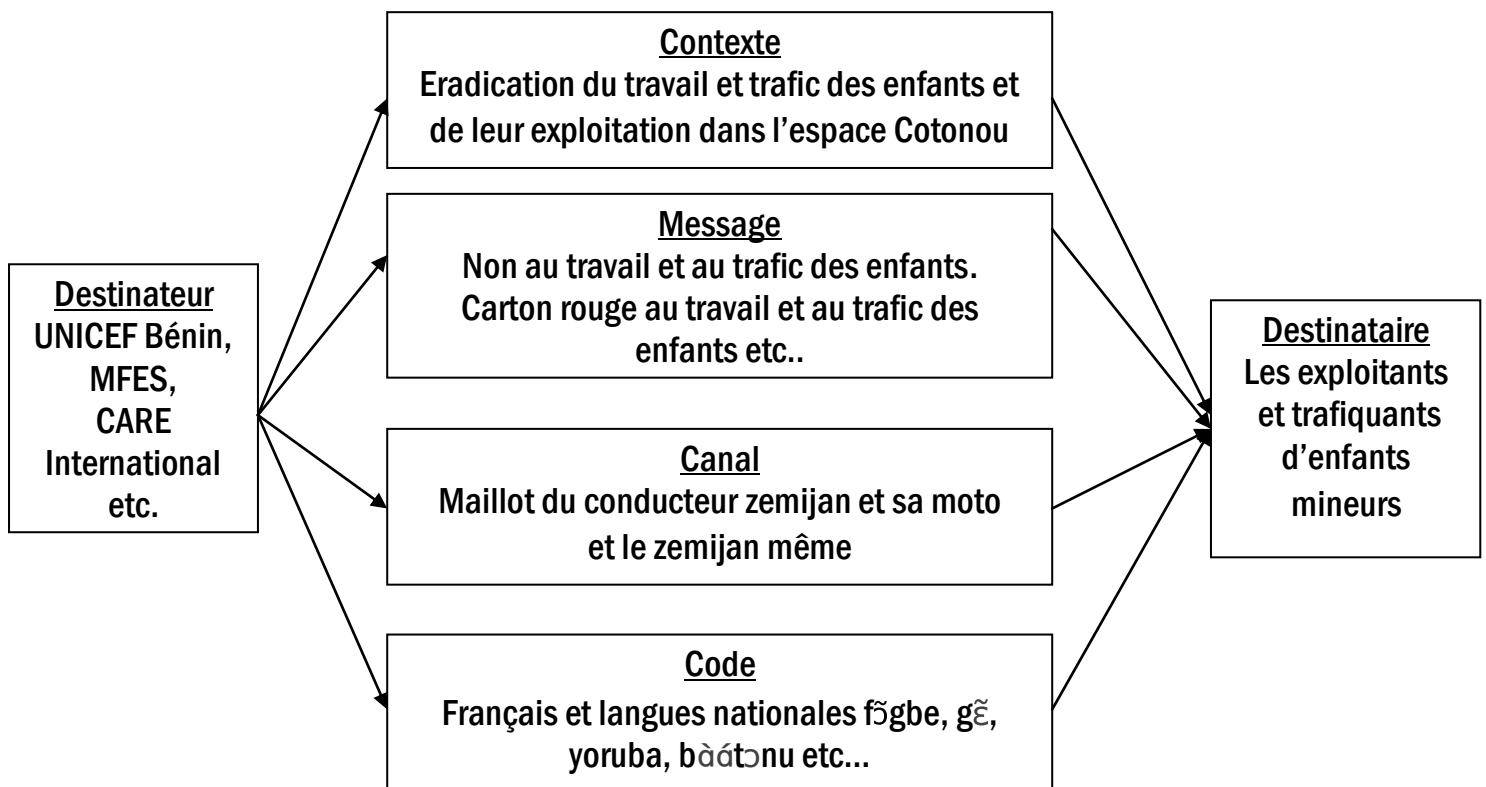 Contexte
Eradication du travail et trafic des enfants et
de leur exploitation dans l'espace Cotonou
Message
Non au travail et au trafic des enfants.
Carton rouge au travail et au trafic des
enfants etc..
Destinateur
UNICEF Bénin,
MFES,
CARE
International
etc.
Destinataire
Les exploitants
et trafiquants
d'enfants
mineurs
Canal
Maillot du conducteur zemijan et sa moto
et le zemijan même
Code
Français et langues nationales fɔ̃gbe, gɛ̃,
yoruba, bàátɔnu etc...